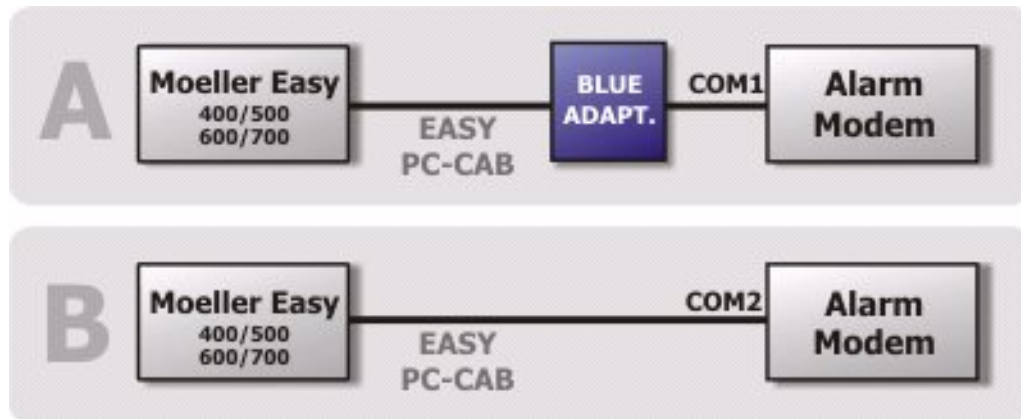 A
Moeller Easy
400/500
600/700
EASY
PC-CAB
BLUE
ADAPT.
COM1
Alarm
Modem
B
Moeller Easy
400/500
600/700
EASY
PC-CAB
COM2
Alarm
Modem